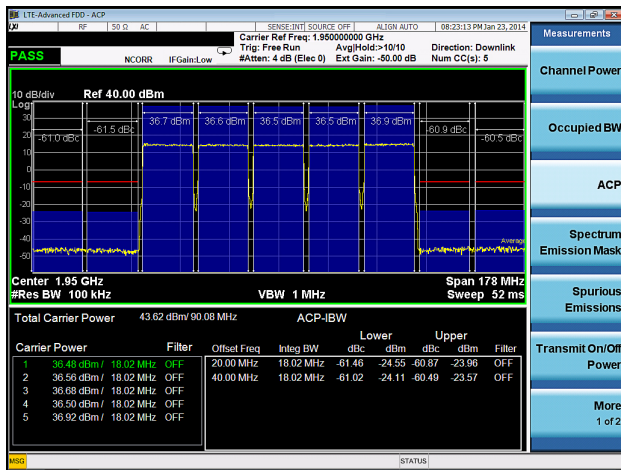 LTE-Advanced FDD - ACP
LXI RF 50 Ω AC SENSE:INT SOURCE OFF ALIGN AUTO 08:23:13 PM Jan 23, 2014
Carrier Ref Freq: 1.950000000 GHz
Trig: Free Run Avg|Hold:>10/10 Direction: Downlink
PASS NCORR IFGain:Low #Atten: 4 dB (Elec 0) Ext Gain: -50.00 dB Num CC(s): 5
10 dB/div Ref 40.00 dBm
Log
30
20
10
0
-10
-20
-30
-40
-50
-61.0 dBc -61.5 dBc 36.7 dBm 36.6 dBm 36.5 dBm 36.5 dBm 36.9 dBm -60.9 dBc -60.5 dBc
Average
Center 1.95 GHz Span 178 MHz
#Res BW 100 kHz VBW 1 MHz Sweep 52 ms
Total Carrier Power 43.62 dBm/ 90.08 MHz ACP-IBW
Lower Upper
Carrier Power Filter Offset Freq Integ BW dBc dBm dBc dBm Filter
1 36.48 dBm / 18.02 MHz OFF 20.00 MHz 18.02 MHz -61.46 -24.55 -60.87 -23.96 OFF
2 36.56 dBm / 18.02 MHz OFF 40.00 MHz 18.02 MHz -61.02 -24.11 -60.49 -23.57 OFF
3 36.68 dBm / 18.02 MHz OFF
4 36.50 dBm / 18.02 MHz OFF
5 36.92 dBm / 18.02 MHz OFF
MSG STATUS
Measurements
Channel Power
Occupied BW
ACP
Spectrum
Emission Mask
Spurious
Emissions
Transmit On/Off
Power
More
1 of 2